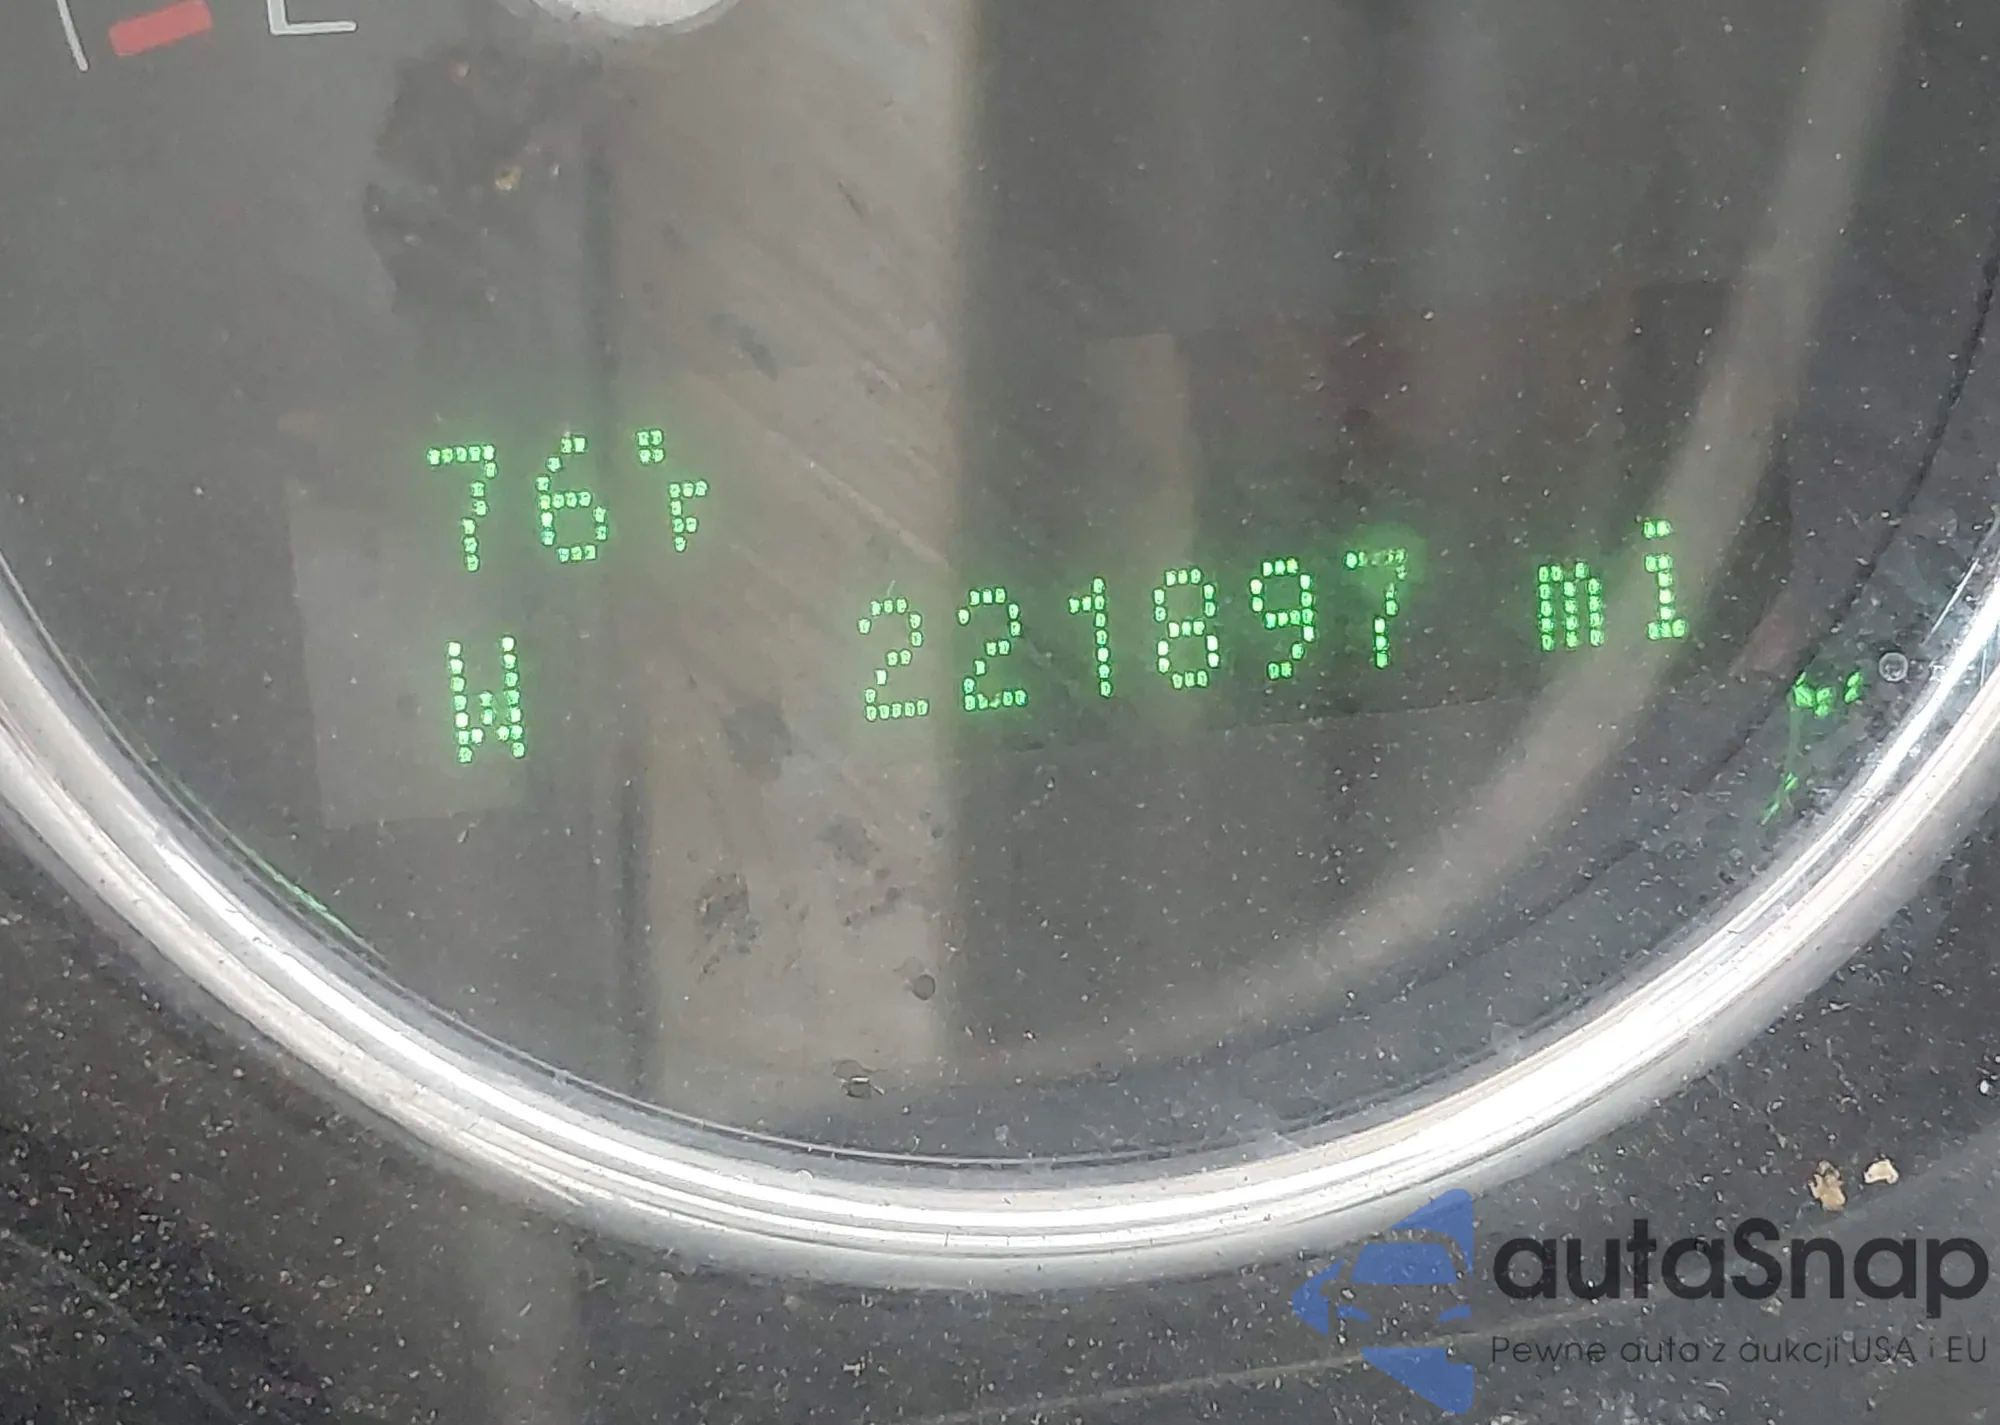 E
76°F
W
221897 mi
autaSnap
Pewne auta z aukcji USA i EU